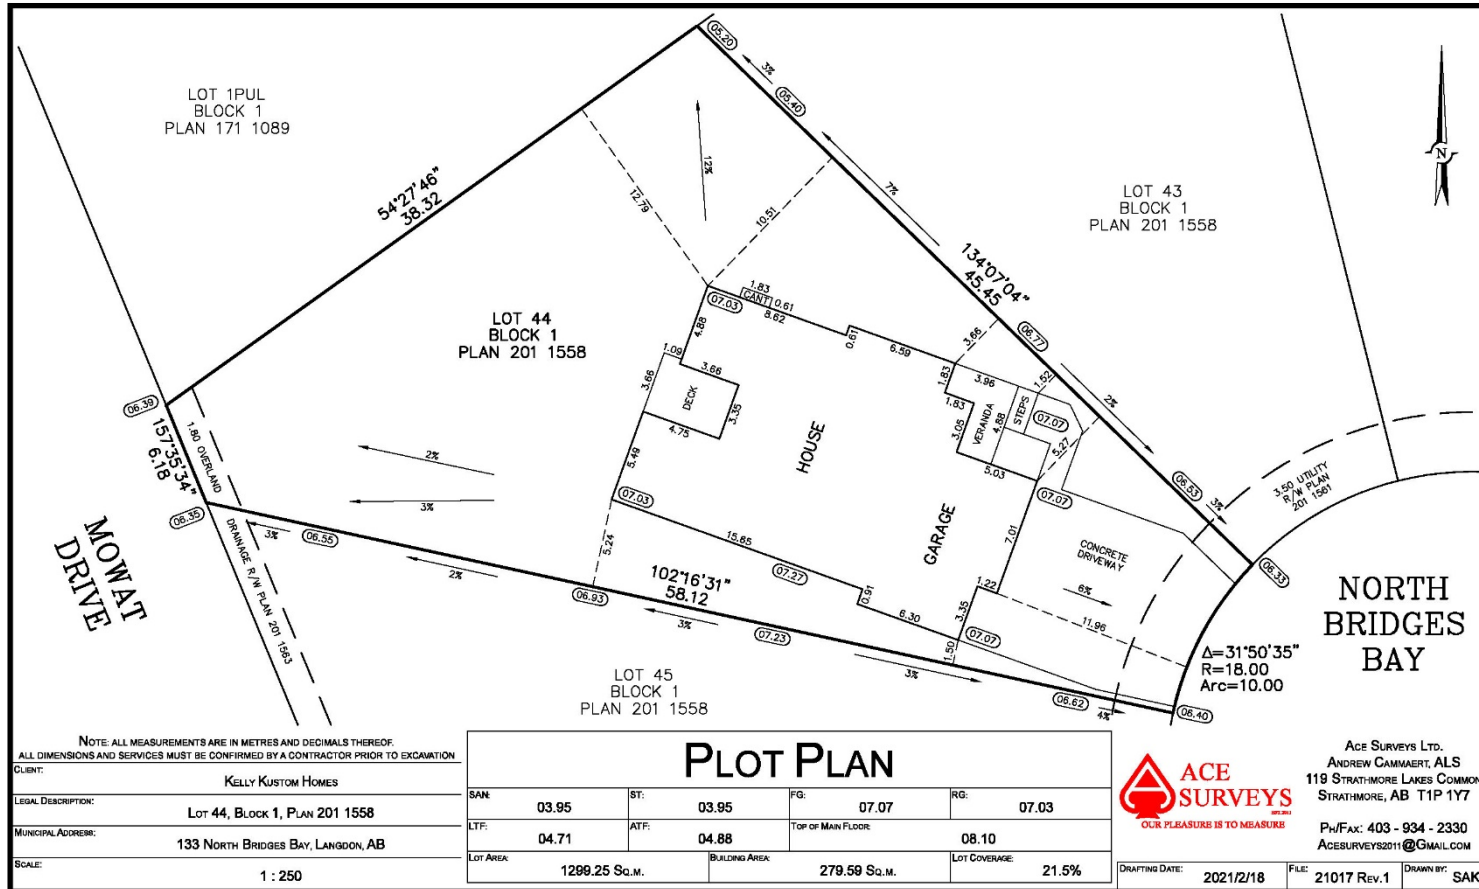 05.20
3%
05.40
LOT 1PUL
BLOCK 1
PLAN 171 1089
54°27'46"
38.32
12.79
12%
10.51
7%
LOT 43
BLOCK 1
PLAN 201 1558
N
134°07'04"
45.45
LOT 44
BLOCK 1
PLAN 201 1558
1.83
CANT
0.61
07.03
8.62
0.61
6.59
4.88
1.09
3.66
3.66
DECK
3.35
4.75
5.49
HOUSE
3.66
06.77
1.83
3.96
1.52
1.83
3.05
VERANDA
4.88
STEPS
07.07
5.03
5.27
2%
06.53
3%
3.50 UTILITY
R/W PLAN
201 1561
06.39
157°35'34"
6.18
1.80 OVERLAND
DRAINAGE R/W PLAN 201 1563
06.35
2%
3%
3%
06.55
2%
07.03
5.24
15.65
07.27
0.91
6.30
GARAGE
07.07
7.01
1.22
3.35
CONCRETE
DRIVEWAY
6%
11.96
06.33
MOWAT
DRIVE
102°16'31"
58.12
06.93
3%
07.23
07.07
1.50
3%
06.62
4%
06.40
Δ=31°50'35"
R=18.00
Arc=10.00
NORTH
BRIDGES
BAY
LOT 45
BLOCK 1
PLAN 201 1558
NOTE: ALL MEASUREMENTS ARE IN METRES AND DECIMALS THEREOF.
ALL DIMENSIONS AND SERVICES MUST BE CONFIRMED BY A CONTRACTOR PRIOR TO EXCAVATION
CLIENT:
KELLY KUSTOM HOMES
LEGAL DESCRIPTION:
LOT 44, BLOCK 1, PLAN 201 1558
MUNICIPAL ADDRESS:
133 NORTH BRIDGES BAY, LANGDON, AB
SCALE:
1 : 250
PLOT PLAN
SAN: 03.95 ST: 03.95 FG: 07.07 RG: 07.03
LTF: 04.71 ATF: 04.88 TOP OF MAIN FLOOR: 08.10
LOT AREA: 1299.25 SQ.M. BUILDING AREA: 279.59 SQ.M. LOT COVERAGE: 21.5%
ACE
SURVEYS
EST. 2011
OUR PLEASURE IS TO MEASURE
ACE SURVEYS LTD.
ANDREW CAMMAERT, ALS
119 STRATHMORE LAKES COMMON
STRATHMORE, AB T1P 1Y7
PH/FAX: 403 - 934 - 2330
ACESURVEYS2011@GMAIL.COM
DRAFTING DATE: 2021/2/18 FILE: 21017 REV.1 DRAWN BY: SAK